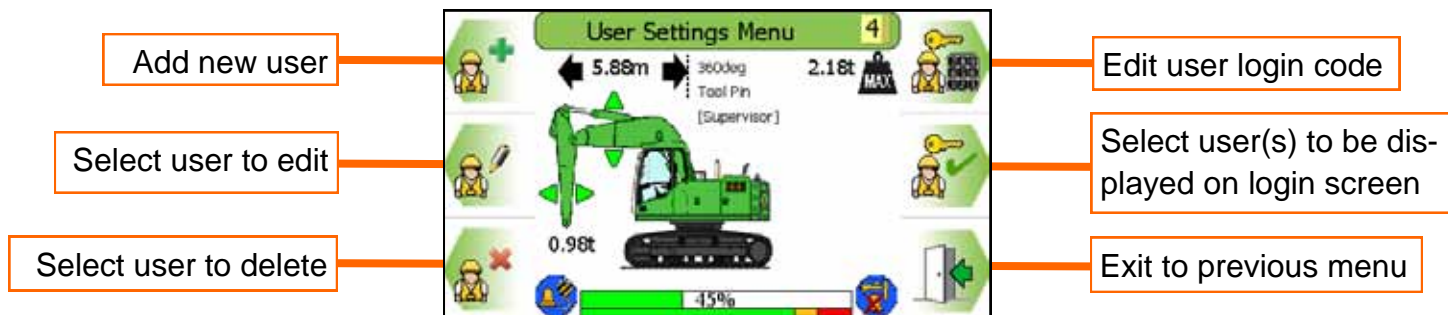 Add new user
Select user to edit
Select user to delete
User Settings Menu
4
5.88m
360deg
Tool Pin
[Supervisor]
2.18t
MAX
0.98t
45%
Edit user login code
Select user(s) to be dis-
played on login screen
Exit to previous menu